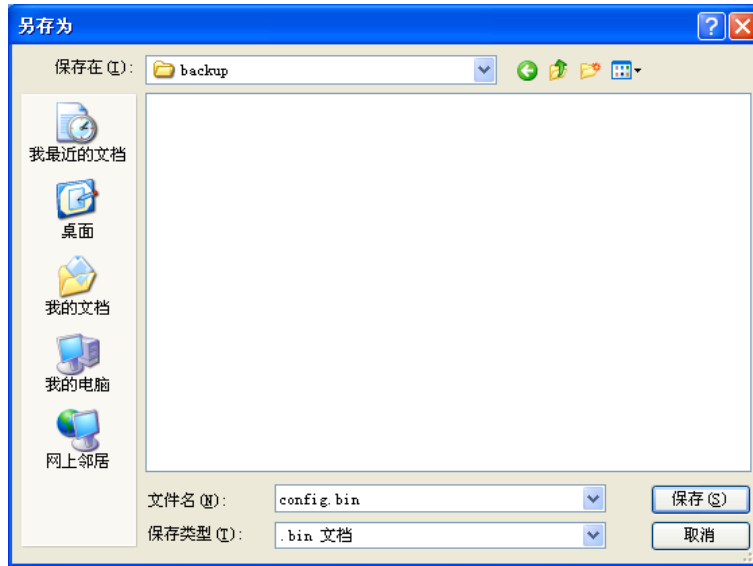 另存为
保存在(I):
backup
我最近的文档
桌面
我的文档
我的电脑
网上邻居
文件名(N):
config.bin
保存(S)
保存类型(T):
.bin 文档
取消